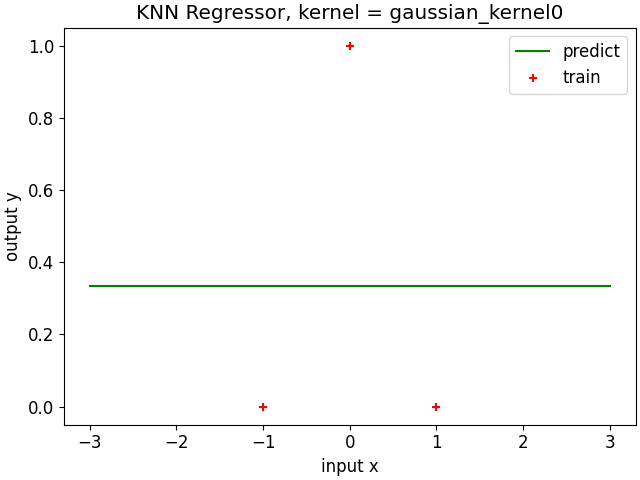 KNN Regressor, kernel = gaussian_kernel0
predict
train
1.0
0.8
0.6
0.4
0.2
0.0
output y
−3
−2
−1
0
1
2
3
input x